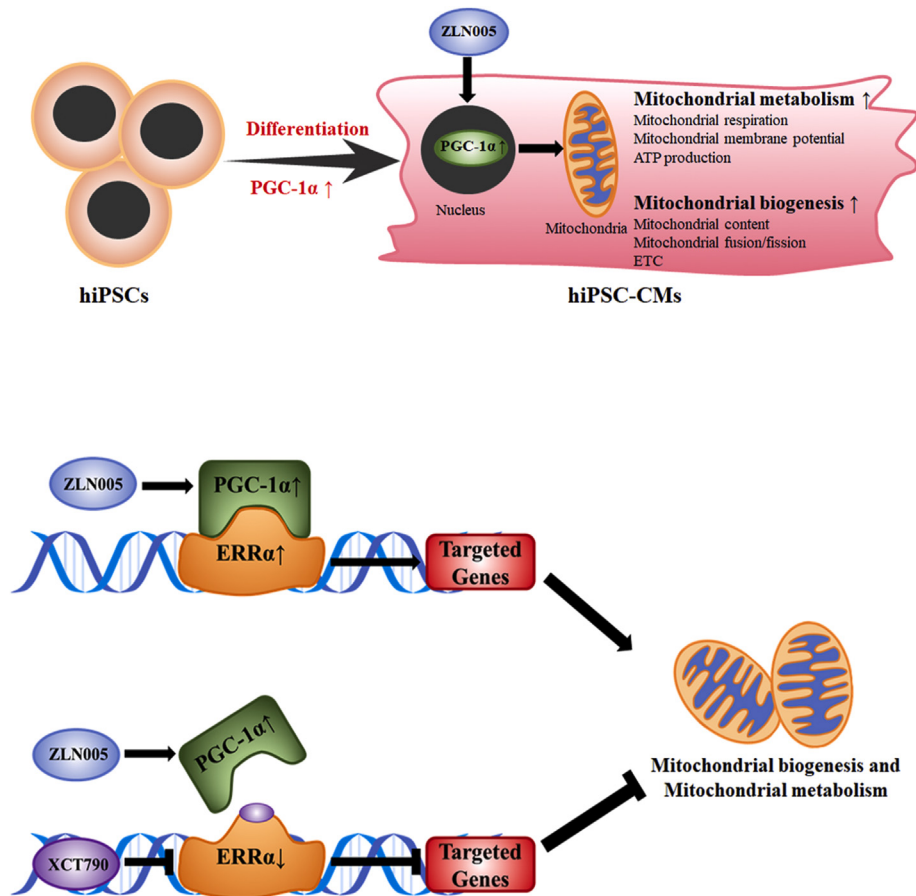 ZLN005
Differentiation
PGC-1α ↑
PGC-1α ↑
Nucleus
Mitochondria
Mitochondrial metabolism ↑
Mitochondrial respiration
Mitochondrial membrane potential
ATP production
Mitochondrial biogenesis ↑
Mitochondrial content
Mitochondrial fusion/fission
ETC
hiPSCs
hiPSC-CMs
ZLN005
PGC-1α↑
ERRα↑
Targeted
Genes
ZLN005
PGC-1α↑
Mitochondrial biogenesis and
Mitochondrial metabolism
XCT790
ERRα↓
Targeted
Genes